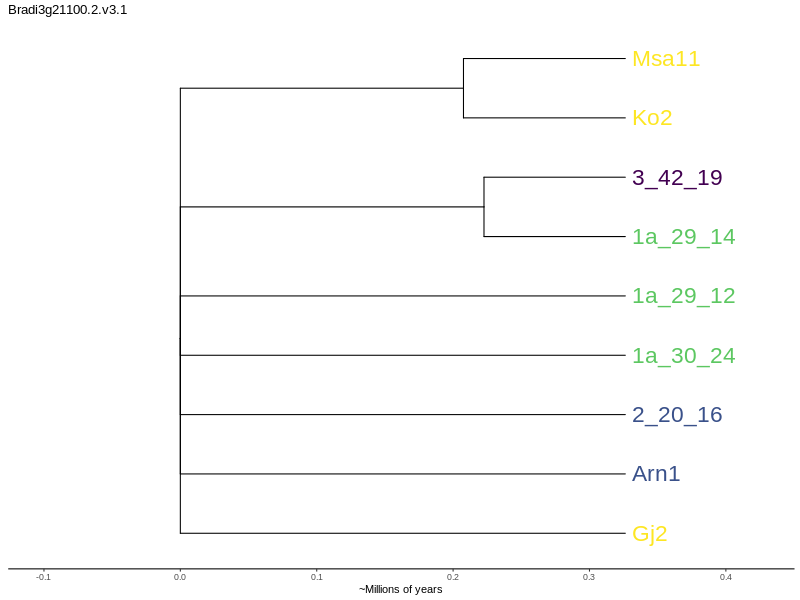 Bradi3g21100.2.v3.1
Msa11
Ko2
3_42_19
1a_29_14
1a_29_12
1a_30_24
2_20_16
Arn1
Gj2
-0.1 0.0 0.1 0.2 0.3 0.4
~Millions of years